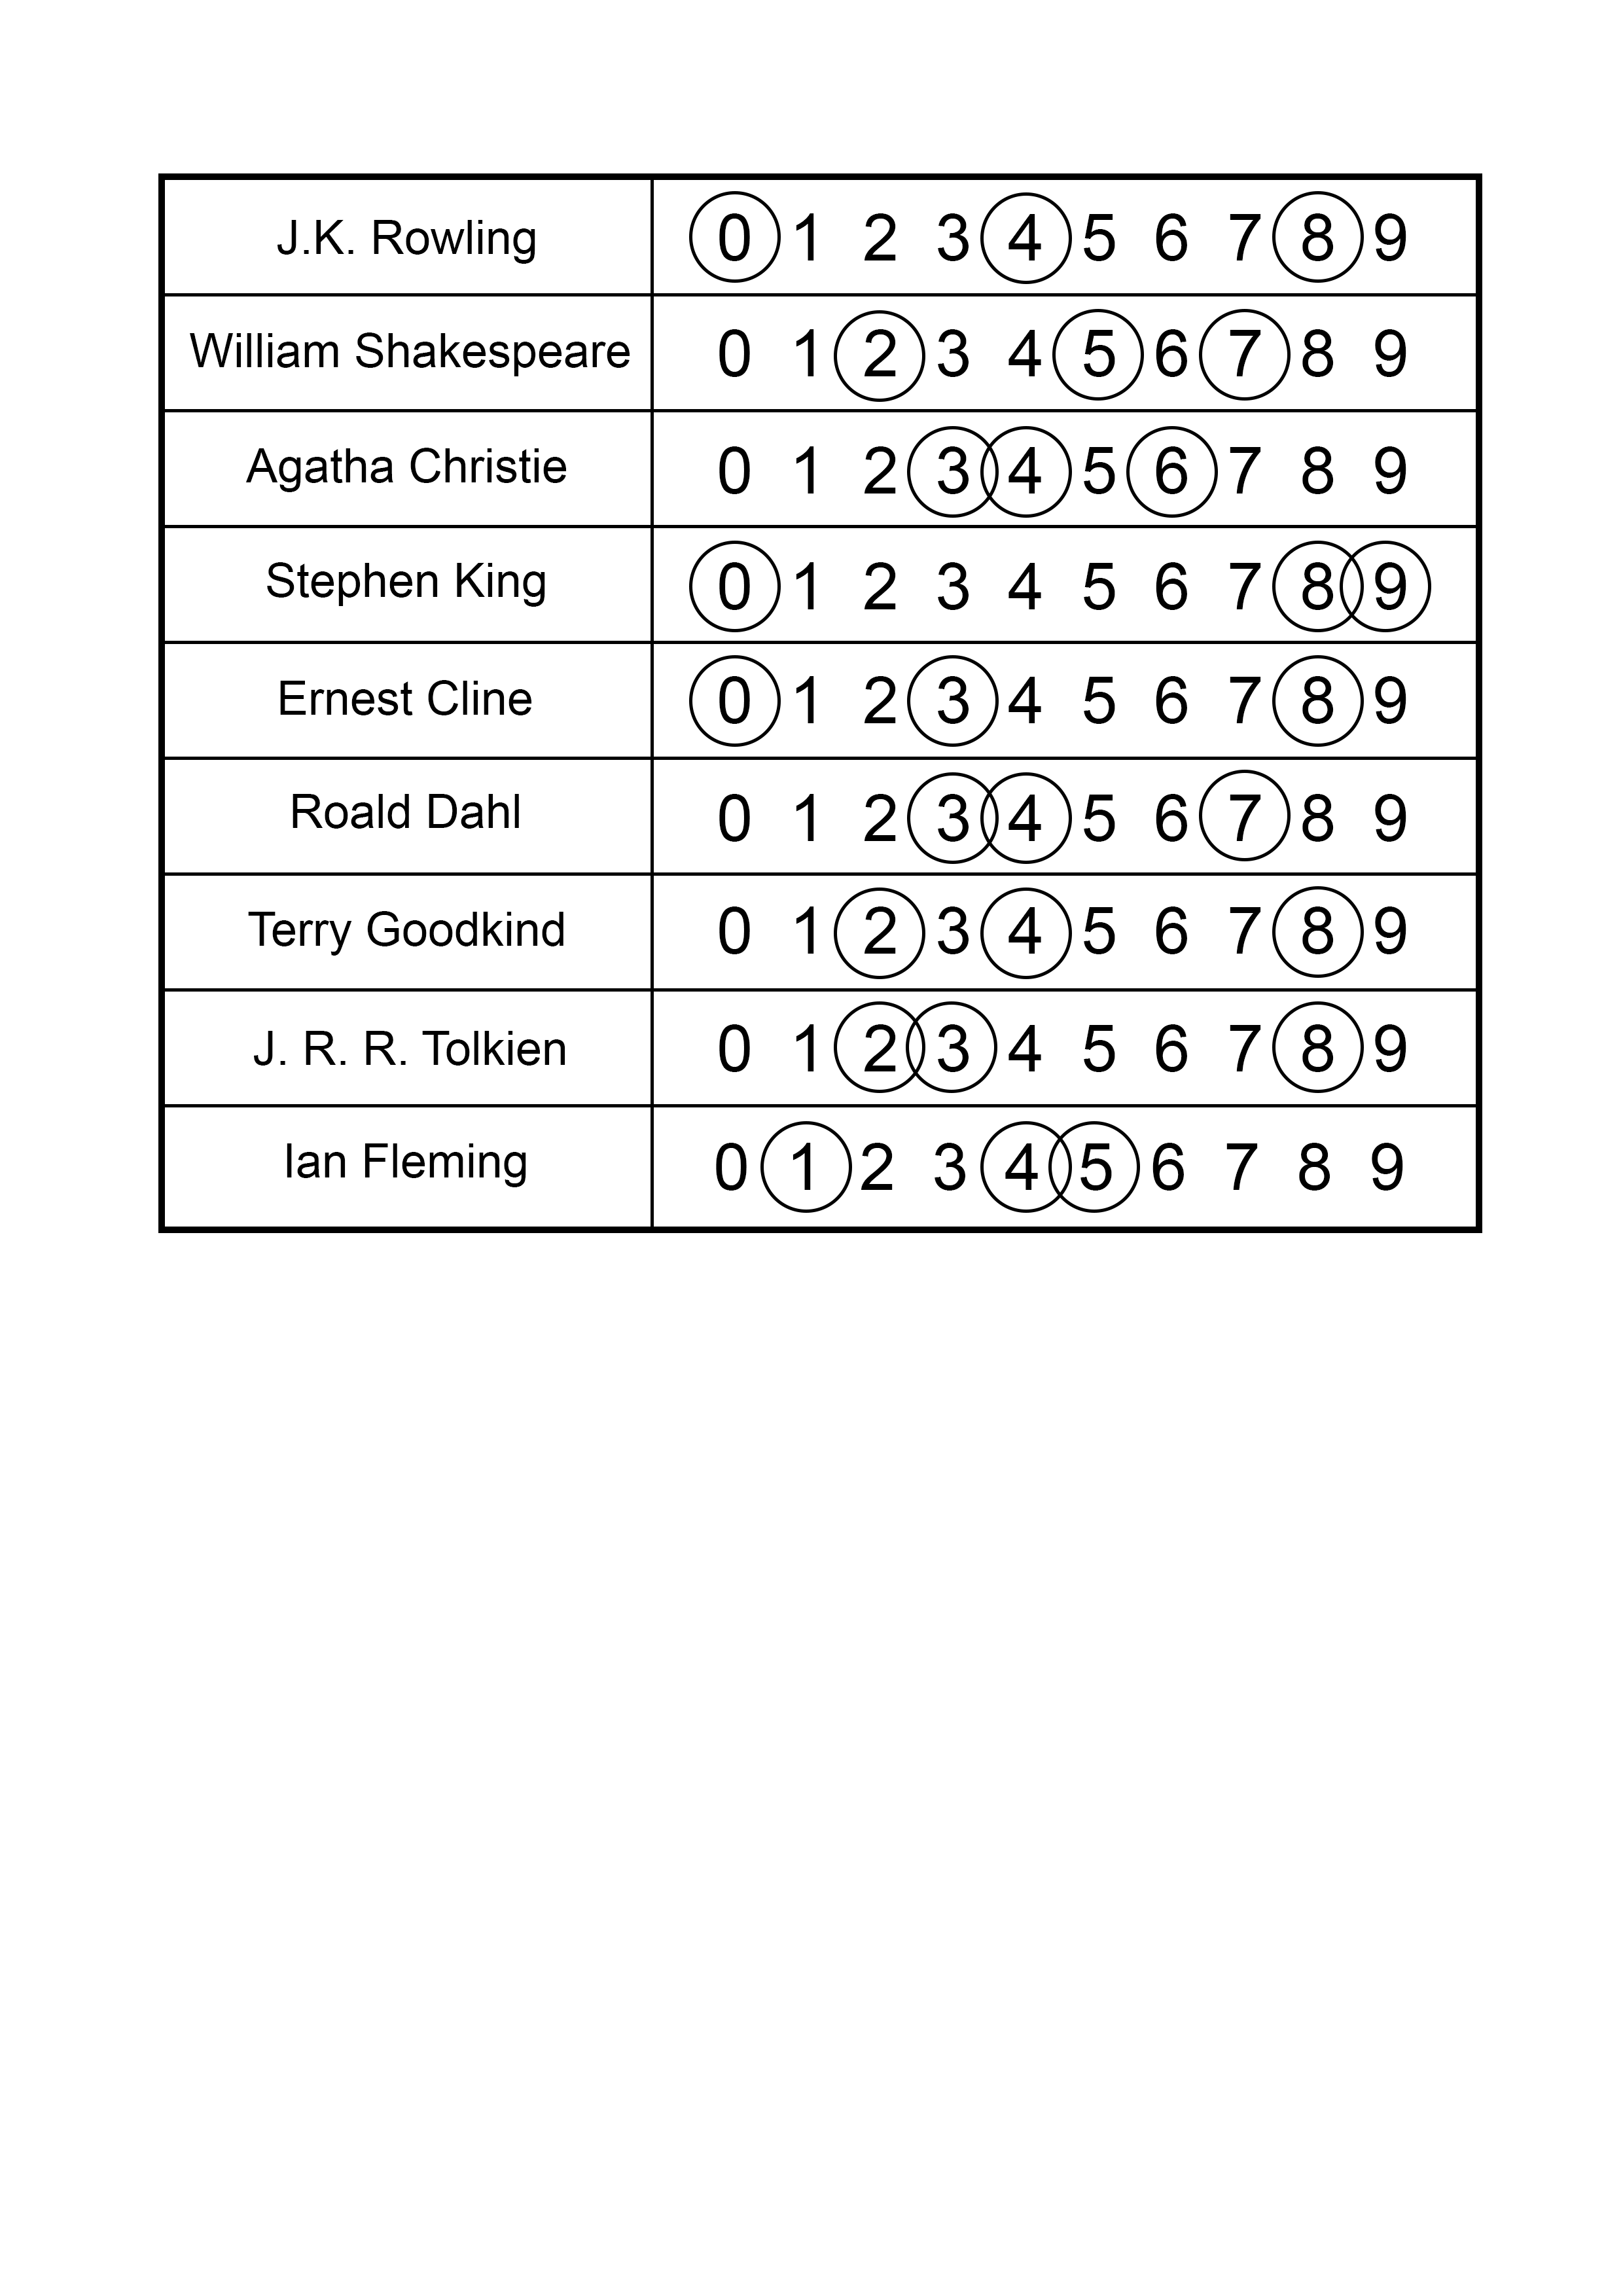 J.K. Rowling 0 1 2 3 4 5 6 7 8 9
William Shakespeare 0 1 2 3 4 5 6 7 8 9
Agatha Christie 0 1 2 3 4 5 6 7 8 9
Stephen King 0 1 2 3 4 5 6 7 8 9
Ernest Cline 0 1 2 3 4 5 6 7 8 9
Roald Dahl 0 1 2 3 4 5 6 7 8 9
Terry Goodkind 0 1 2 3 4 5 6 7 8 9
J. R. R. Tolkien 0 1 2 3 4 5 6 7 8 9
Ian Fleming 0 1 2 3 4 5 6 7 8 9